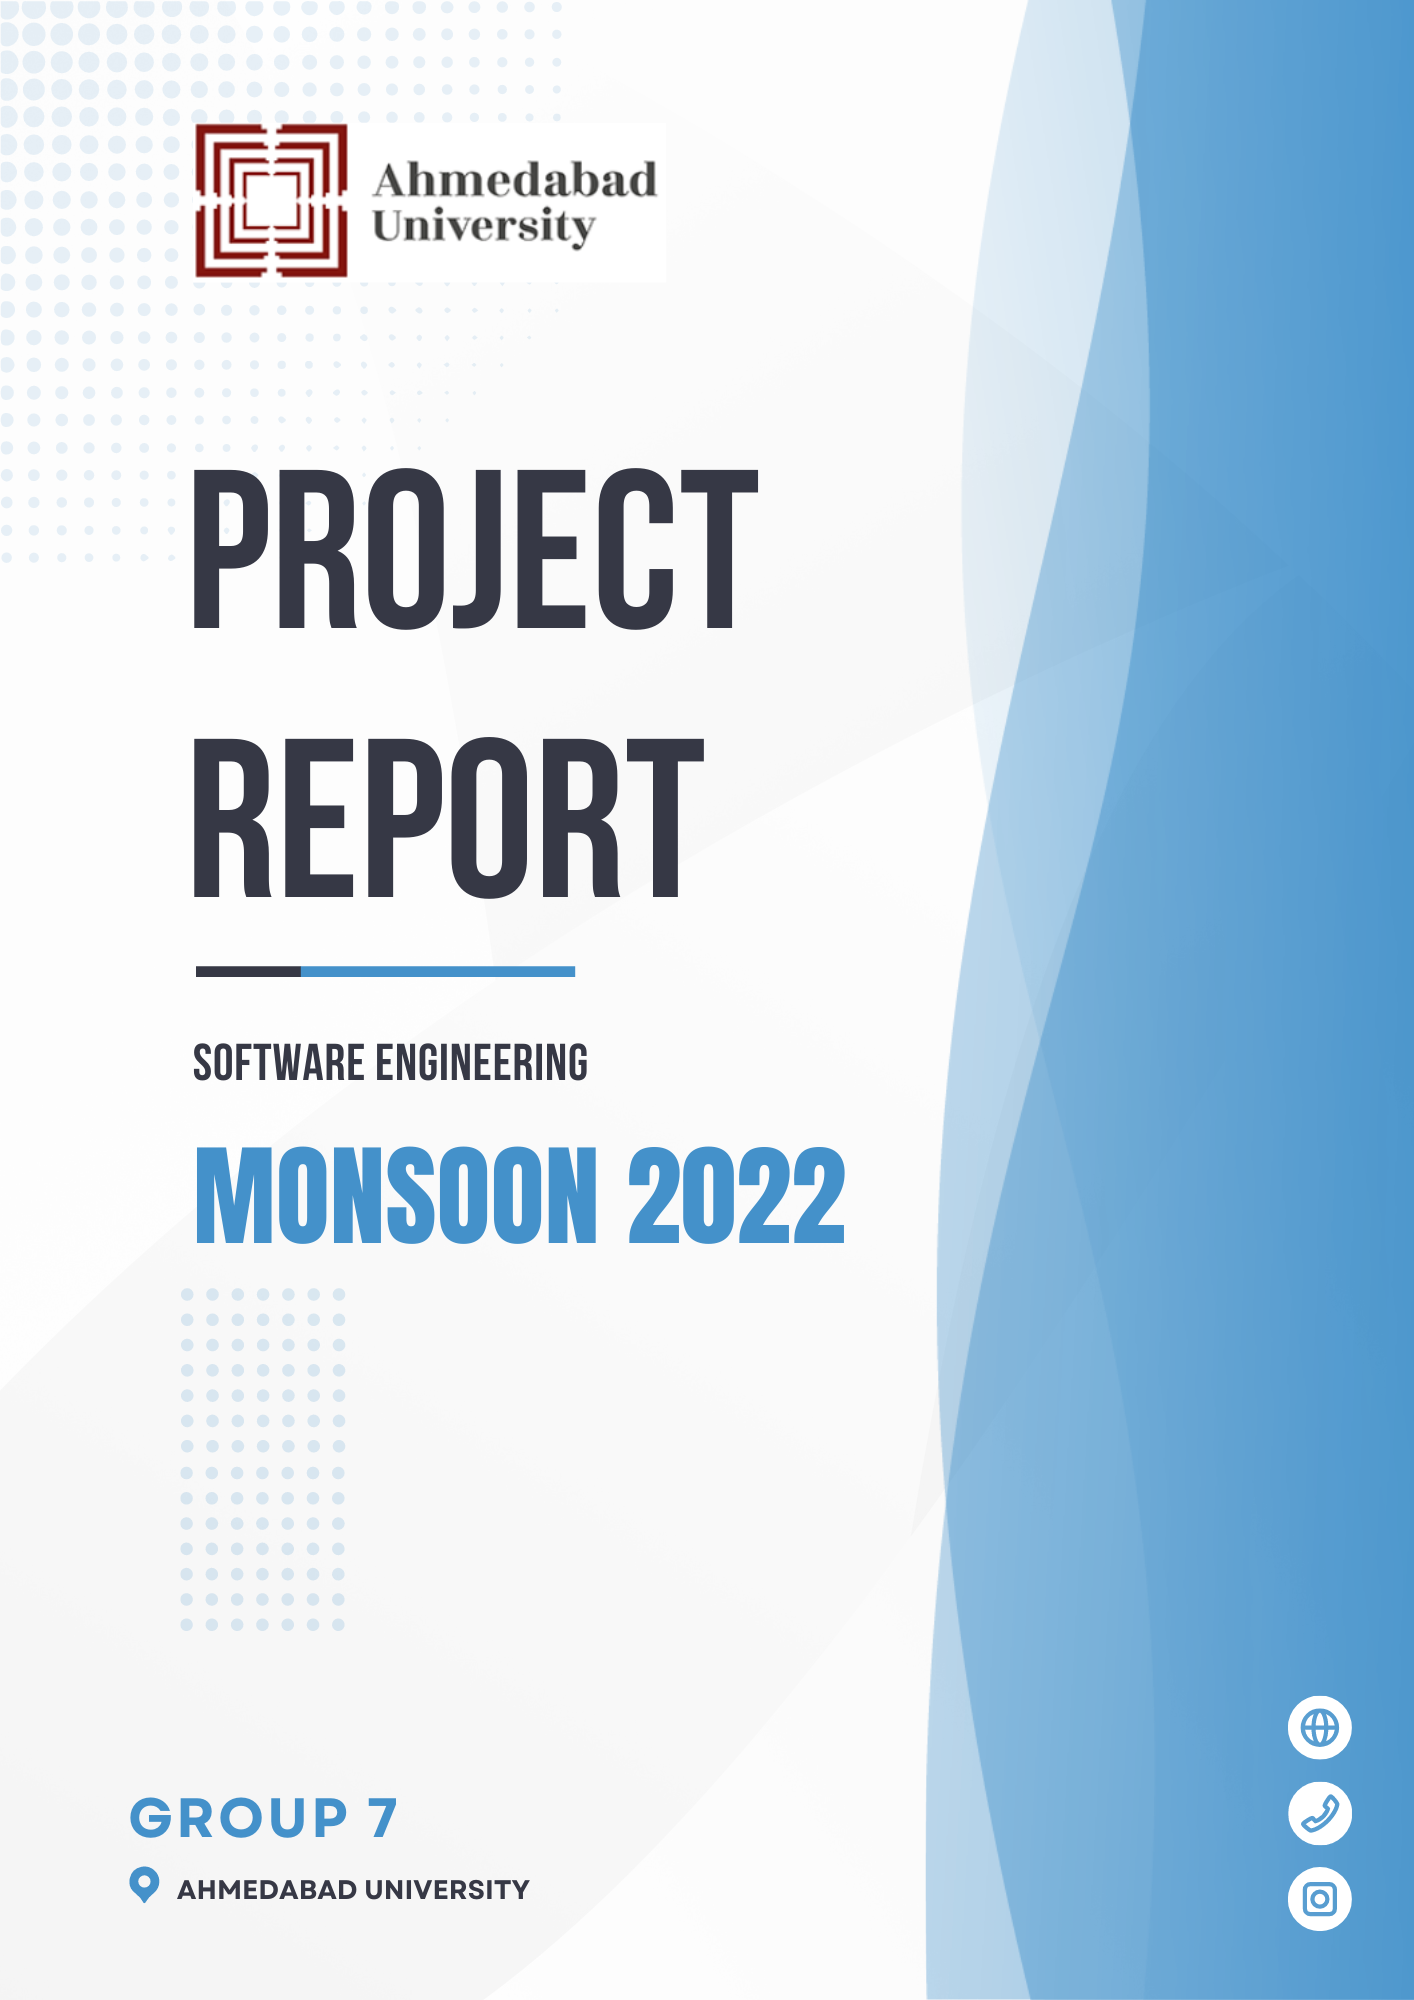 Ahmedabad
University
PROJECT
REPORT
SOFTWARE ENGINEERING
MONSOON 2022
GROUP 7
AHMEDABAD UNIVERSITY